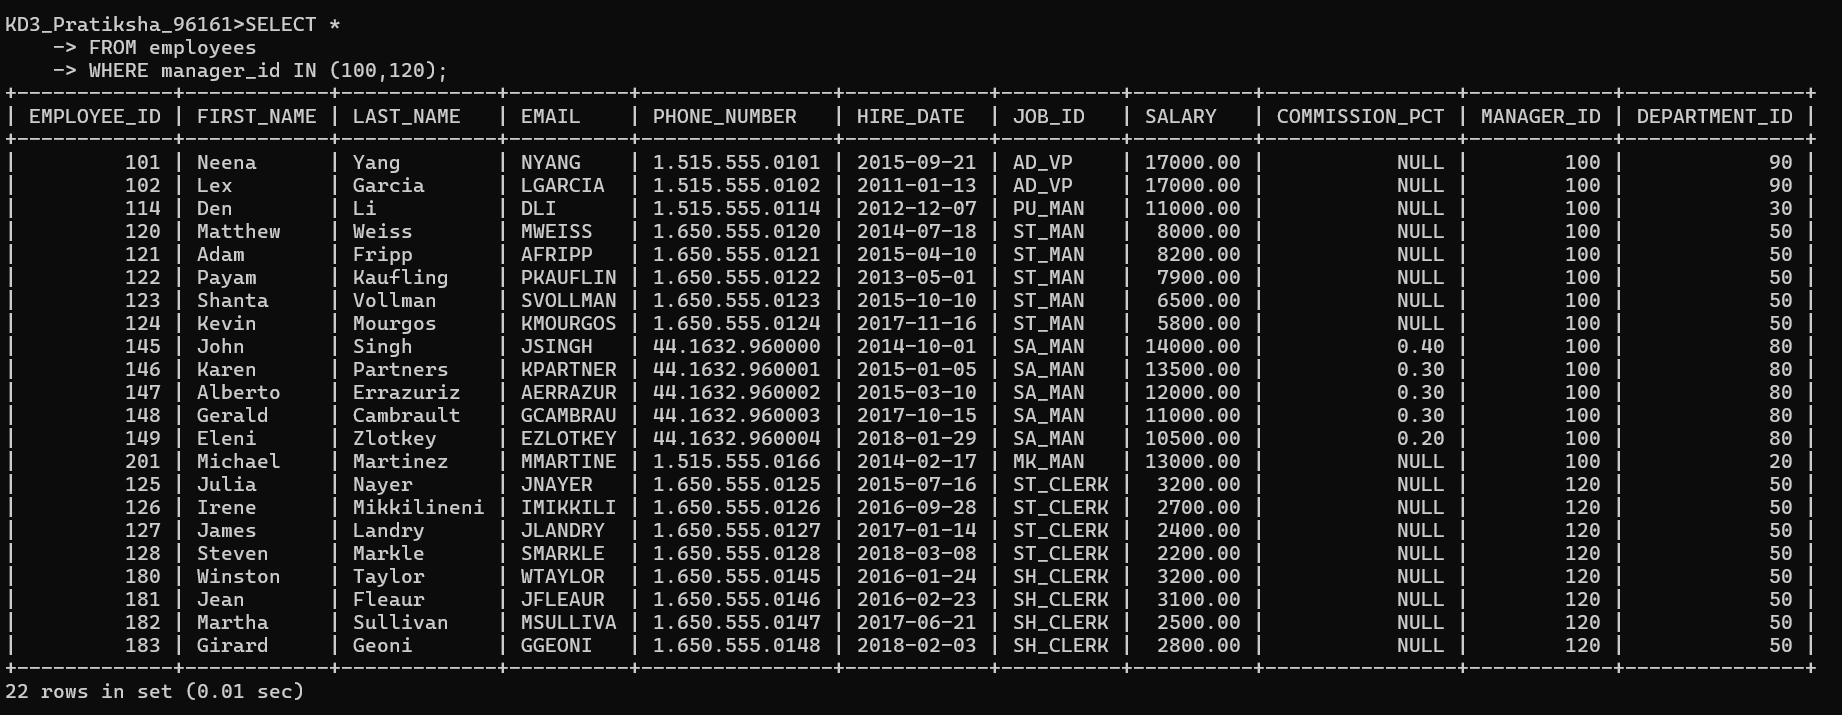 KD3_Pratiksha_96161>SELECT *
    -> FROM employees
    -> WHERE manager_id IN (100,120);
+-------------+------------+-------------+----------+----------------+------------+----------+----------+----------------+------------+---------------+
| EMPLOYEE_ID | FIRST_NAME | LAST_NAME   | EMAIL    | PHONE_NUMBER   | HIRE_DATE  | JOB_ID   | SALARY   | COMMISSION_PCT | MANAGER_ID | DEPARTMENT_ID |
+-------------+------------+-------------+----------+----------------+------------+----------+----------+----------------+------------+---------------+
|         101 | Neena      | Yang        | NYANG    | 1.515.555.0101 | 2015-09-21 | AD_VP    | 17000.00 |           NULL |        100 |            90 |
|         102 | Lex        | Garcia      | LGARCIA  | 1.515.555.0102 | 2011-01-13 | AD_VP    | 17000.00 |           NULL |        100 |            90 |
|         114 | Den        | Li          | DLI      | 1.515.555.0114 | 2012-12-07 | PU_MAN   | 11000.00 |           NULL |        100 |            30 |
|         120 | Matthew    | Weiss       | MWEISS   | 1.650.555.0120 | 2014-07-18 | ST_MAN   |  8000.00 |           NULL |        100 |            50 |
|         121 | Adam       | Fripp       | AFRIPP   | 1.650.555.0121 | 2015-04-10 | ST_MAN   |  8200.00 |           NULL |        100 |            50 |
|         122 | Payam      | Kaufling    | PKAUFLIN | 1.650.555.0122 | 2013-05-01 | ST_MAN   |  7900.00 |           NULL |        100 |            50 |
|         123 | Shanta     | Vollman     | SVOLLMAN | 1.650.555.0123 | 2015-10-10 | ST_MAN   |  6500.00 |           NULL |        100 |            50 |
|         124 | Kevin      | Mourgos     | KMOURGOS | 1.650.555.0124 | 2017-11-16 | ST_MAN   |  5800.00 |           NULL |        100 |            50 |
|         145 | John       | Singh       | JSINGH   | 44.1632.960000 | 2014-10-01 | SA_MAN   | 14000.00 |           0.40 |        100 |            80 |
|         146 | Karen      | Partners    | KPARTNER | 44.1632.960001 | 2015-01-05 | SA_MAN   | 13500.00 |           0.30 |        100 |            80 |
|         147 | Alberto    | Errazuriz   | AERRAZUR | 44.1632.960002 | 2015-03-10 | SA_MAN   | 12000.00 |           0.30 |        100 |            80 |
|         148 | Gerald     | Cambrault   | GCAMBRAU | 44.1632.960003 | 2017-10-15 | SA_MAN   | 11000.00 |           0.30 |        100 |            80 |
|         149 | Eleni      | Zlotkey     | EZLOTKEY | 44.1632.960004 | 2018-01-29 | SA_MAN   | 10500.00 |           0.20 |        100 |            80 |
|         201 | Michael    | Martinez    | MMARTINE | 1.515.555.0166 | 2014-02-17 | MK_MAN   | 13000.00 |           NULL |        100 |            20 |
|         125 | Julia      | Nayer       | JNAYER   | 1.650.555.0125 | 2015-07-16 | ST_CLERK |  3200.00 |           NULL |        120 |            50 |
|         126 | Irene      | Mikkilineni | IMIKKILI | 1.650.555.0126 | 2016-09-28 | ST_CLERK |  2700.00 |           NULL |        120 |            50 |
|         127 | James      | Landry      | JLANDRY  | 1.650.555.0127 | 2017-01-14 | ST_CLERK |  2400.00 |           NULL |        120 |            50 |
|         128 | Steven     | Markle      | SMARKLE  | 1.650.555.0128 | 2018-03-08 | ST_CLERK |  2200.00 |           NULL |        120 |            50 |
|         180 | Winston    | Taylor      | WTAYLOR  | 1.650.555.0145 | 2016-01-24 | SH_CLERK |  3200.00 |           NULL |        120 |            50 |
|         181 | Jean       | Fleaur      | JFLEAUR  | 1.650.555.0146 | 2016-02-23 | SH_CLERK |  3100.00 |           NULL |        120 |            50 |
|         182 | Martha     | Sullivan    | MSULLIVA | 1.650.555.0147 | 2017-06-21 | SH_CLERK |  2500.00 |           NULL |        120 |            50 |
|         183 | Girard     | Geoni       | GGEONI   | 1.650.555.0148 | 2018-02-03 | SH_CLERK |  2800.00 |           NULL |        120 |            50 |
+-------------+------------+-------------+----------+----------------+------------+----------+----------+----------------+------------+---------------+
22 rows in set (0.01 sec)